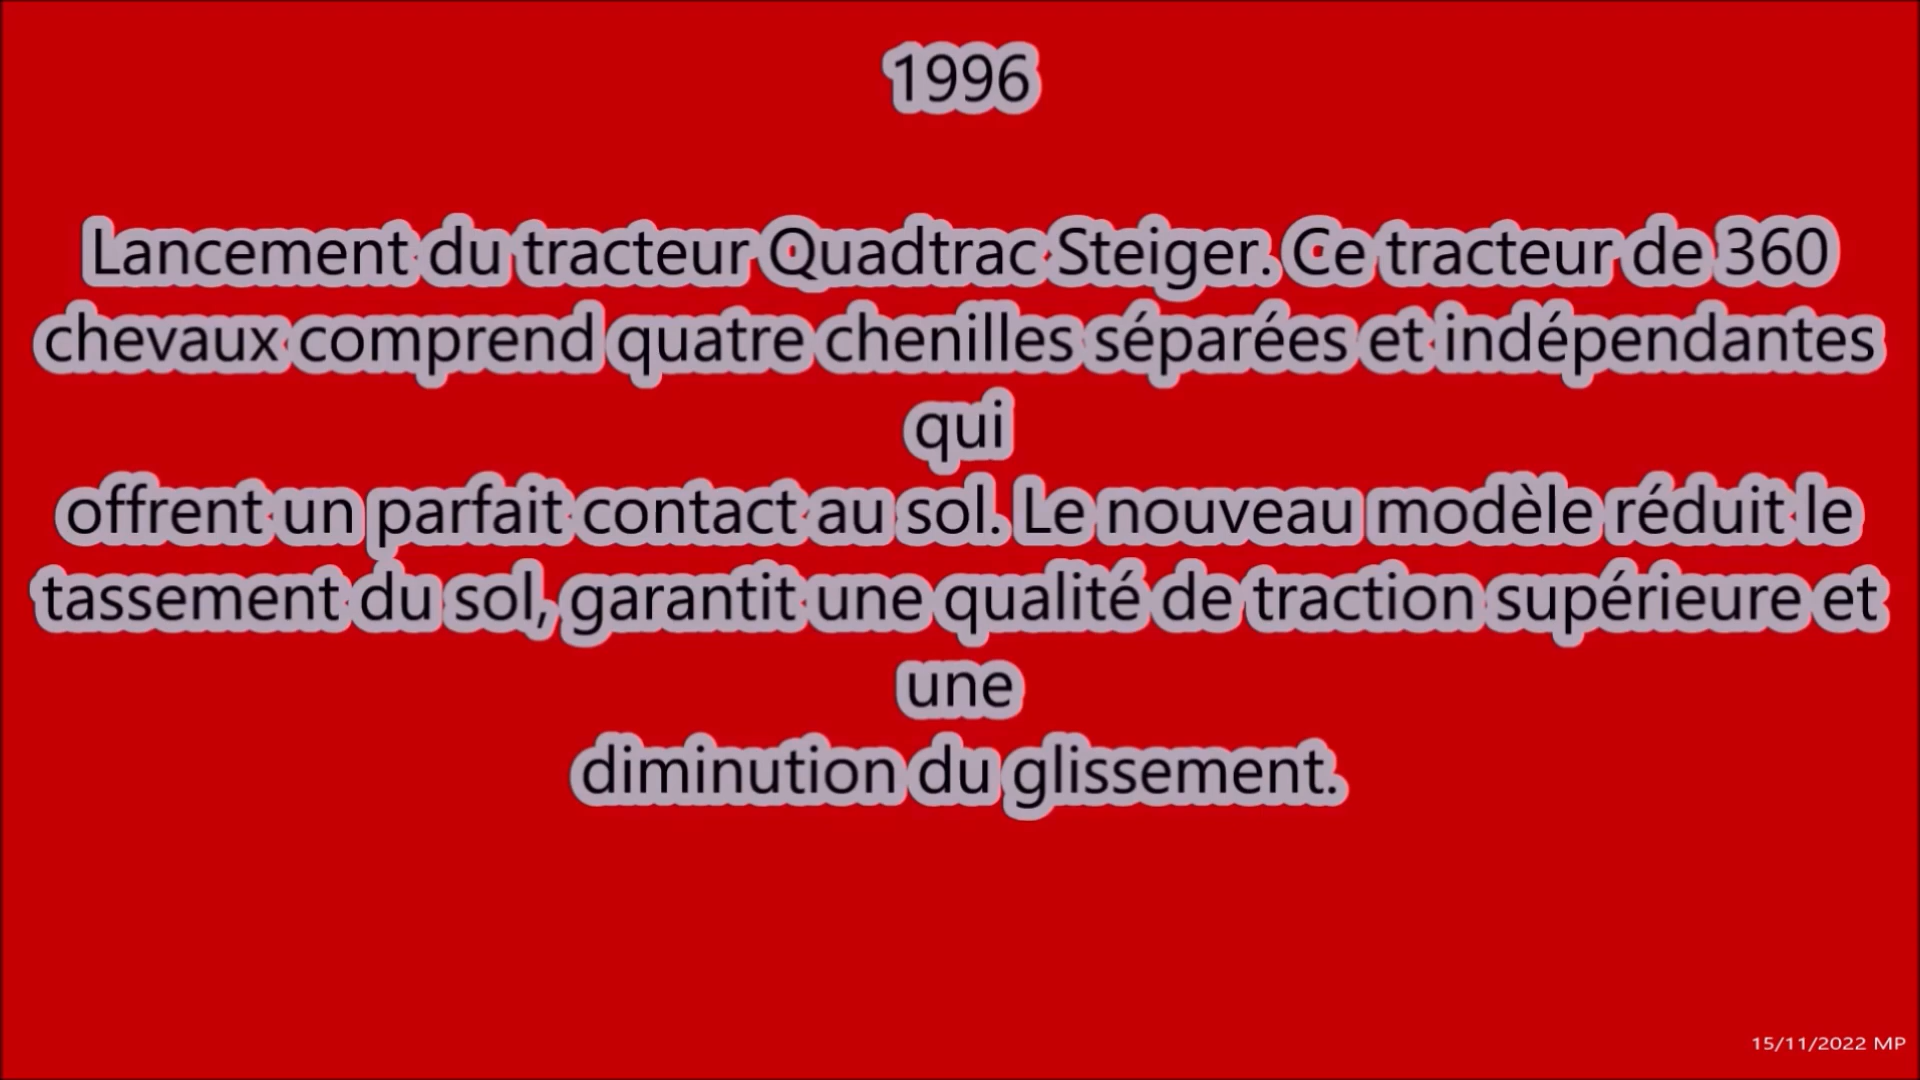 1996
Lancement du tracteur Quadtrac Steiger. Ce tracteur de 360
chevaux comprend quatre chenilles séparées et indépendantes
qui
offrent un parfait contact au sol. Le nouveau modèle réduit le
tassement du sol, garantit une qualité de traction supérieure et
une
diminution du glissement.
15/11/2022 MP